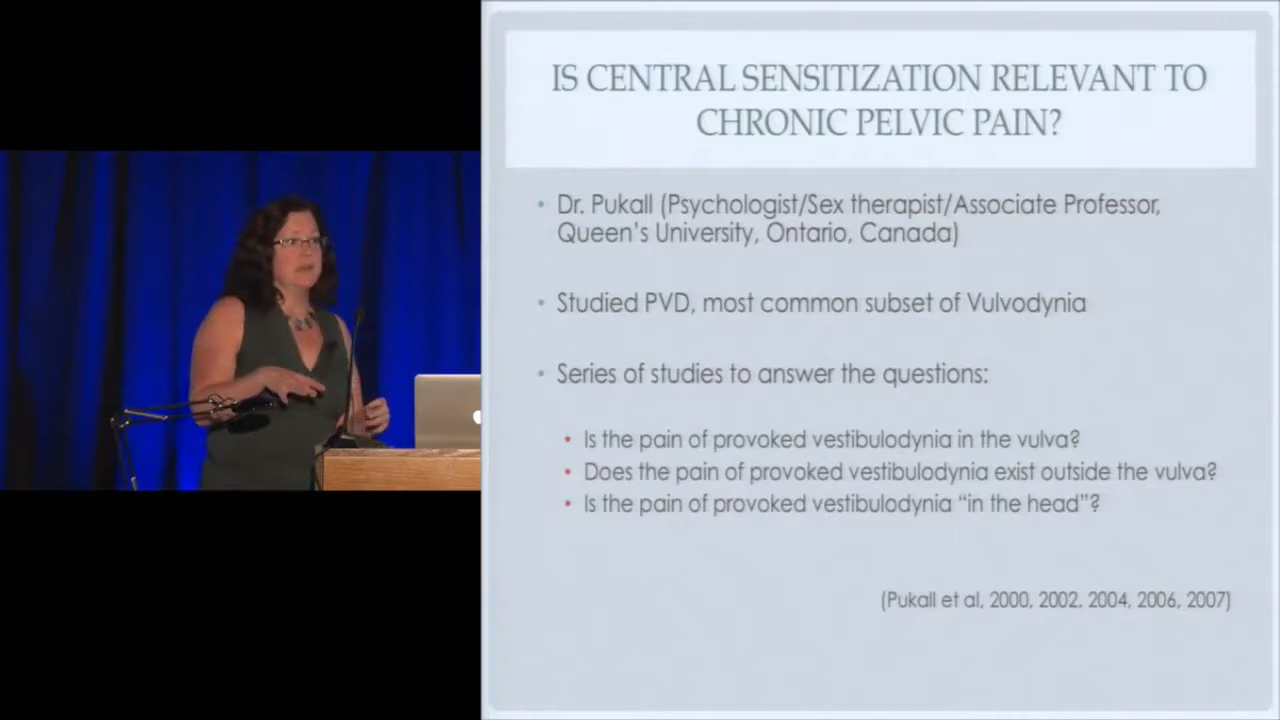 IS CENTRAL SENSITIZATION RELEVANT TO
CHRONIC PELVIC PAIN?
• Dr. Pukall (Psychologist/Sex therapist/Associate Professor,
Queen's University, Ontario, Canada)
• Studied PVD, most common subset of Vulvodynia
• Series of studies to answer the questions:
• Is the pain of provoked vestibulodynia in the vulva?
• Does the pain of provoked vestibulodynia exist outside the vulva?
• Is the pain of provoked vestibulodynia “in the head”?
(Pukall et al, 2000, 2002, 2004, 2006, 2007)